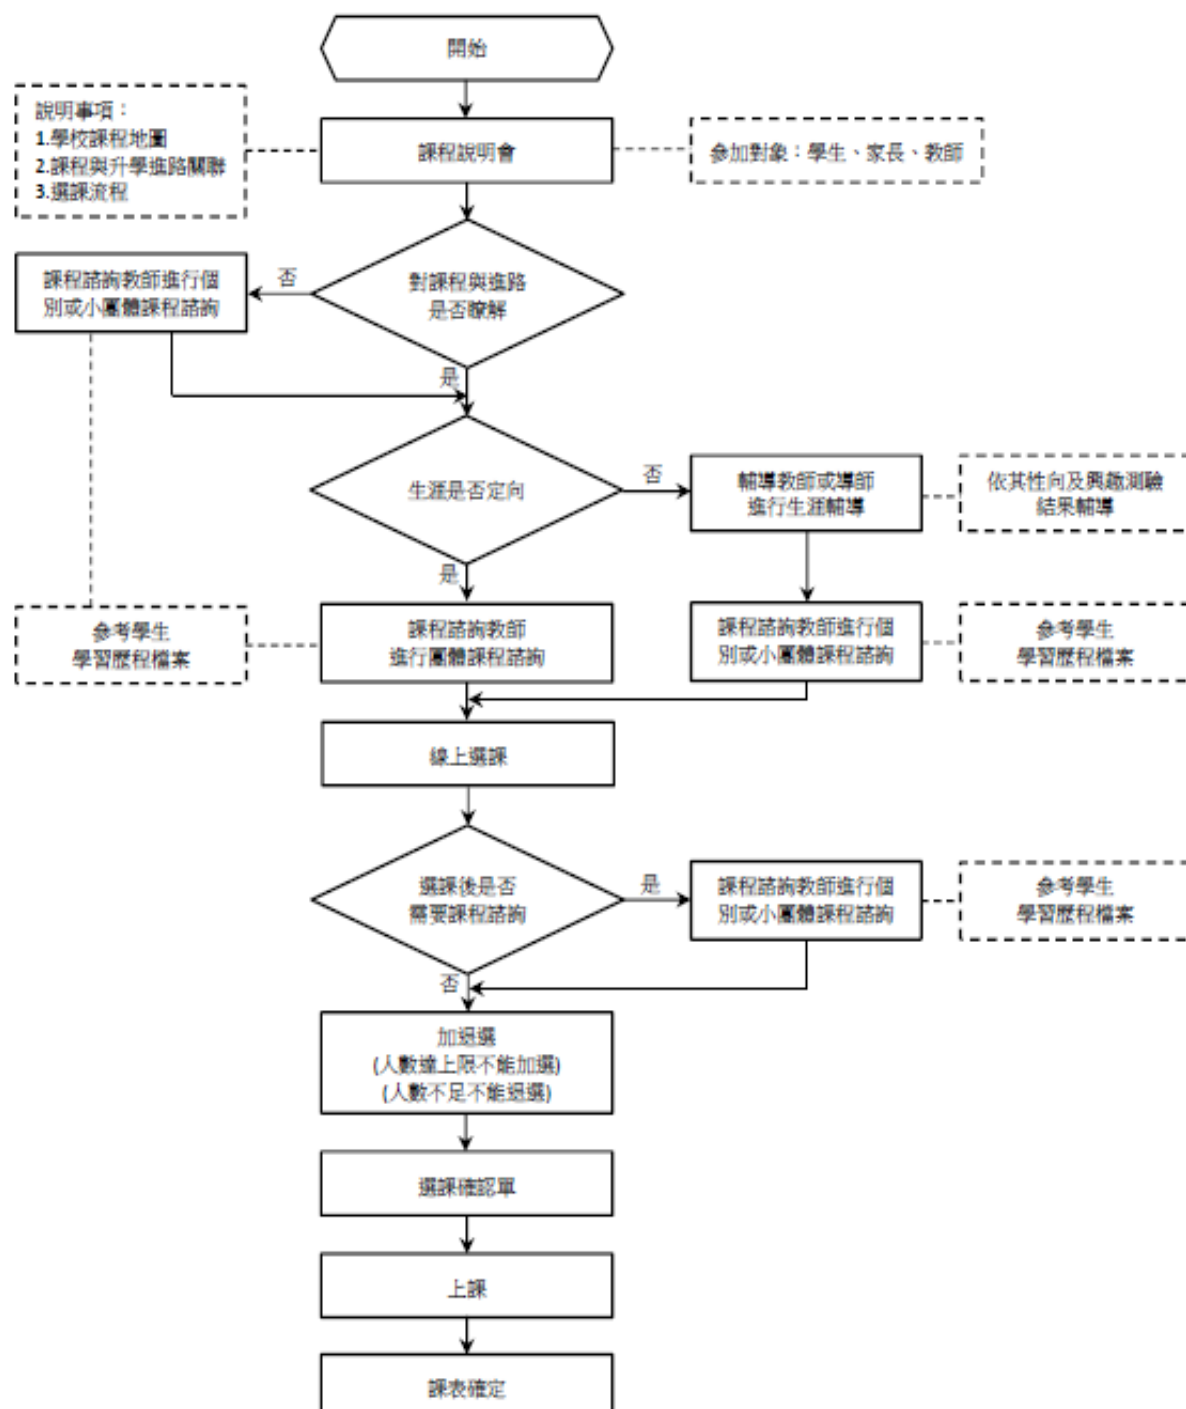 開始
說明事項：
1.學校課程地圖
2.課程與升學進路關聯
3.選課流程
課程說明會
參加對象：學生、家長、教師
課程諮詢教師進行個
別或小團體課程諮詢
否
對課程與進路
是否瞭解
是
生涯是否定向
否
輔導教師或導師
進行生涯輔導
依其性向及興趣測驗
結果輔導
是
參考學生
學習歷程檔案
課程諮詢教師
進行團體課程諮詢
課程諮詢教師進行個
別或小團體課程諮詢
參考學生
學習歷程檔案
線上選課
選課後是否
需要課程諮詢
是
課程諮詢教師進行個
別或小團體課程諮詢
參考學生
學習歷程檔案
否
加退選
(人數達上限不能加選)
(人數不足不能退選)
選課確認單
上課
課表確定